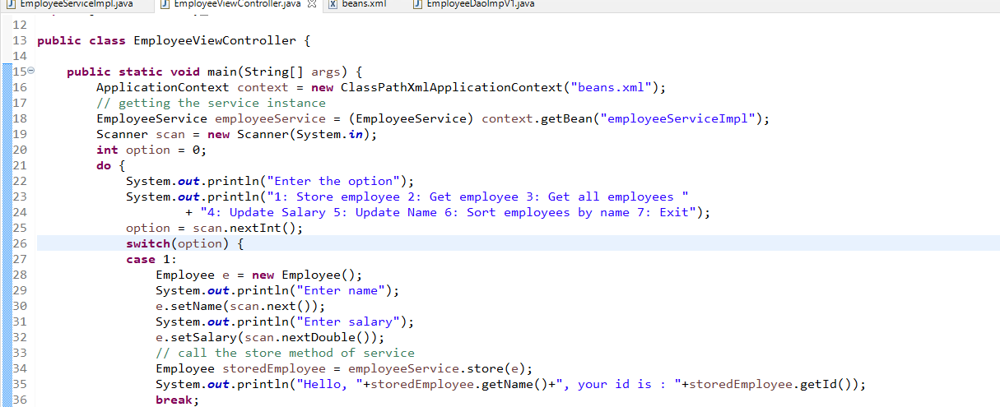 EmployeeServiceImpl.java EmployeeViewController.java beans.xml EmployeeDaoImpV1.java
12
13 public class EmployeeViewController {
14
15 public static void main(String[] args) {
16 ApplicationContext context = new ClassPathXmlApplicationContext("beans.xml");
17 // getting the service instance
18 EmployeeService employeeService = (EmployeeService) context.getBean("employeeServiceImpl");
19 Scanner scan = new Scanner(System.in);
20 int option = 0;
21 do {
22 System.out.println("Enter the option");
23 System.out.println("1: Store employee 2: Get employee 3: Get all employees "
24 + "4: Update Salary 5: Update Name 6: Sort employees by name 7: Exit");
25 option = scan.nextInt();
26 switch(option) {
27 case 1:
28 Employee e = new Employee();
29 System.out.println("Enter name");
30 e.setName(scan.next());
31 System.out.println("Enter salary");
32 e.setSalary(scan.nextDouble());
33 // call the store method of service
34 Employee storedEmployee = employeeService.store(e);
35 System.out.println("Hello, "+storedEmployee.getName()+", your id is : "+storedEmployee.getId());
36 break;